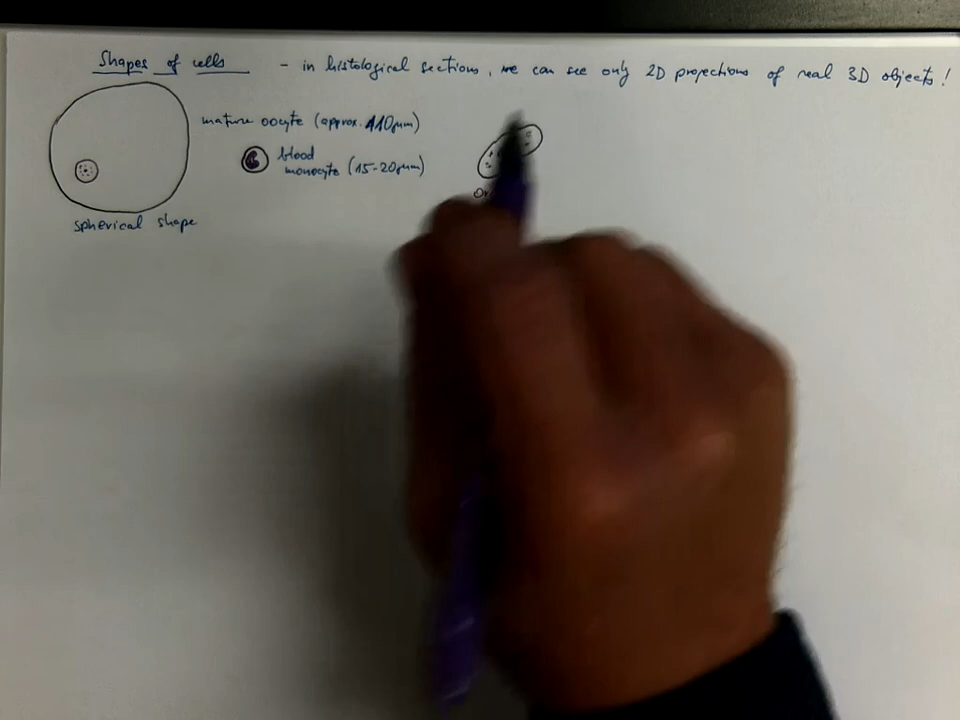 Shapes of cells - in histological sections, we can see only 2D projections of real 3D objects!
mature oocyte (approx. 110μm)
blood
monocyte (15-20μm)
spherical shape